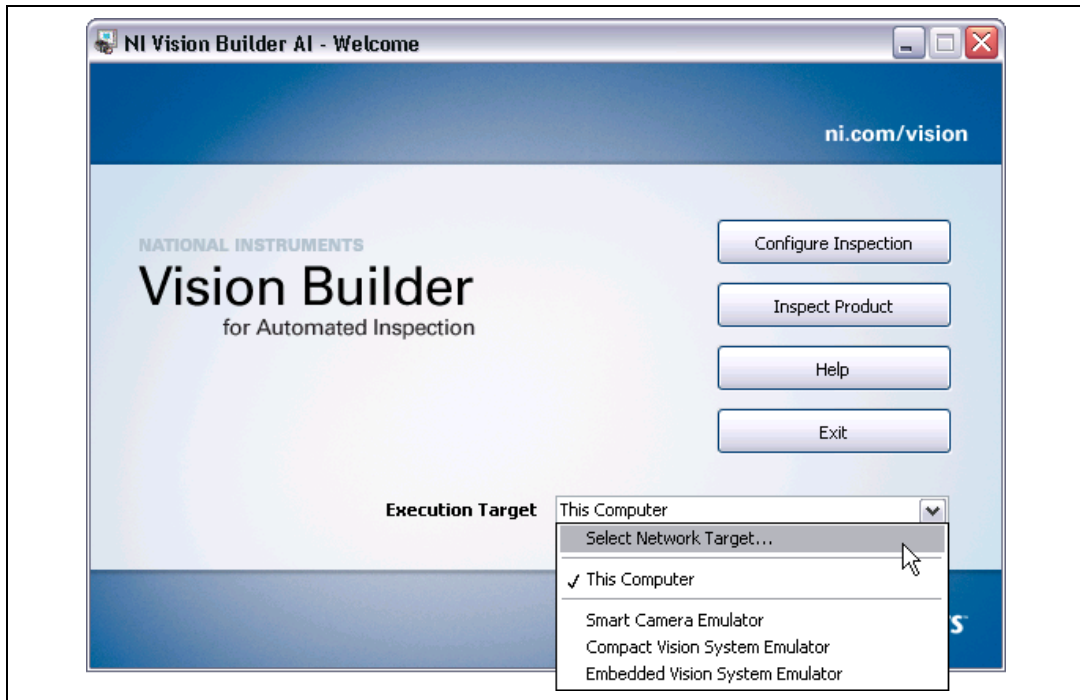 NI Vision Builder AI - Welcome
ni.com/vision
NATIONAL INSTRUMENTS
Vision Builder
for Automated Inspection
Configure Inspection
Inspect Product
Help
Exit
Execution Target
This Computer
Select Network Target...
This Computer
Smart Camera Emulator
Compact Vision System Emulator
Embedded Vision System Emulator